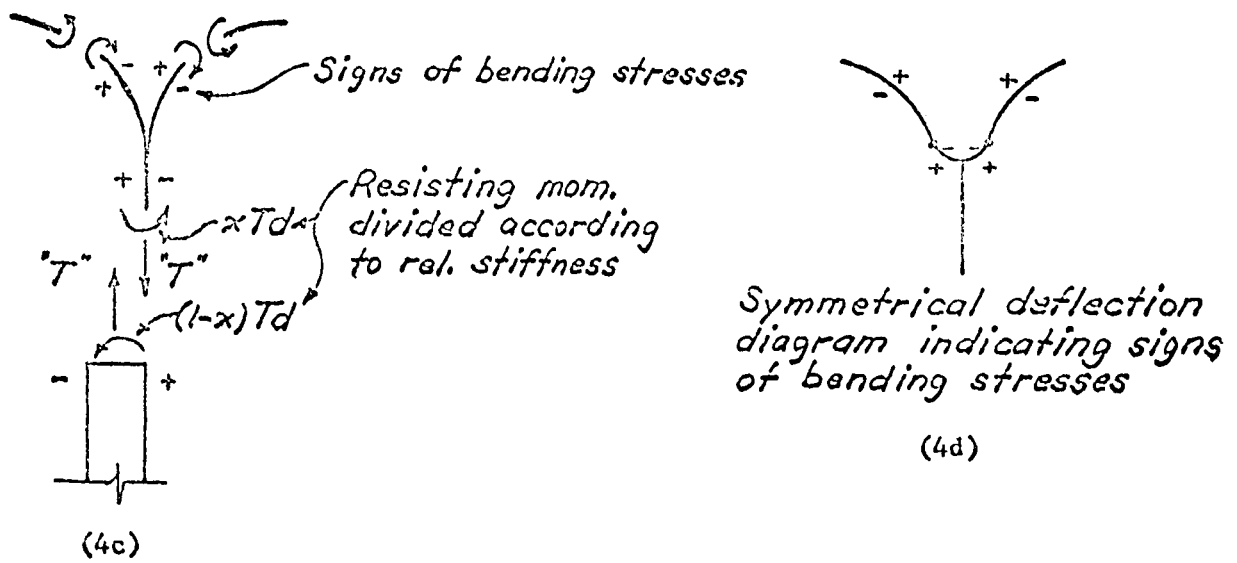 - +
+ -
Signs of bending stresses
+ -
Resisting mom.
divided according
to rel. stiffness
xTd
"T" "T"
(1-x)Td
- +
(4c)
+ +
- -
- -
+ +
Symmetrical deflection
diagram indicating signs
of bending stresses
(4d)